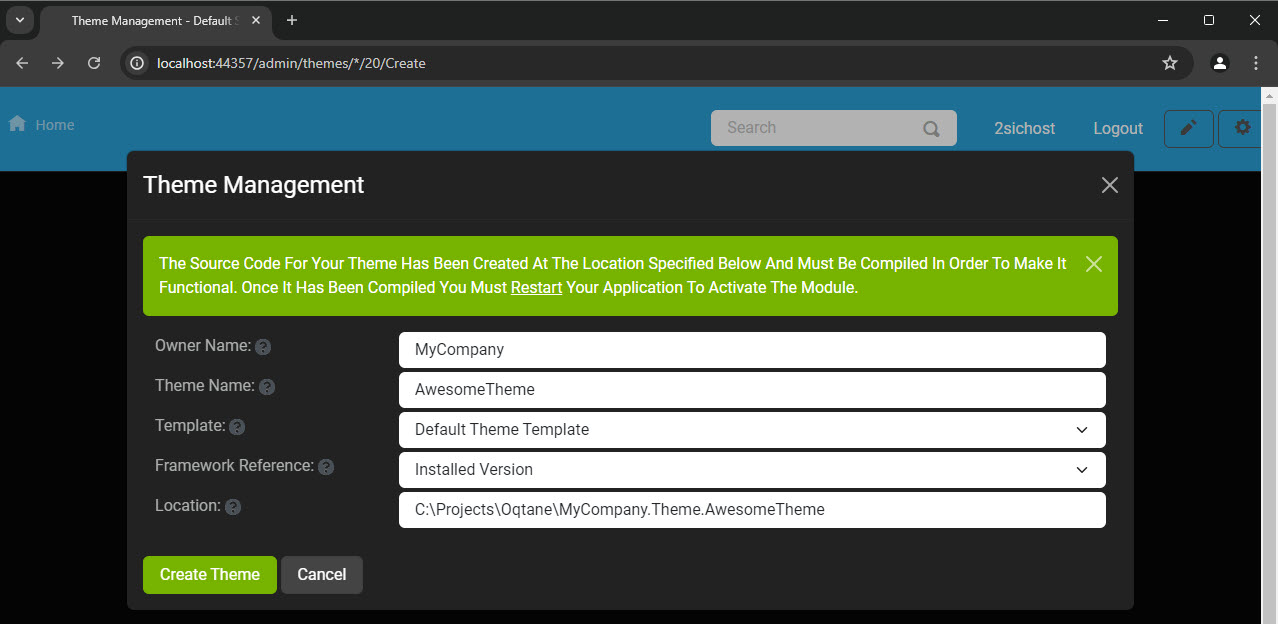 Theme Management - Default S
localhost:44357/admin/themes/*/20/Create
Home
Search
2sichost
Logout
Theme Management
The Source Code For Your Theme Has Been Created At The Location Specified Below And Must Be Compiled In Order To Make It
Functional. Once It Has Been Compiled You Must Restart Your Application To Activate The Module.
Owner Name: ?
MyCompany
Theme Name: ?
AwesomeTheme
Template: ?
Default Theme Template
Framework Reference: ?
Installed Version
Location: ?
C:\Projects\Oqtane\MyCompany.Theme.AwesomeTheme
Create Theme
Cancel